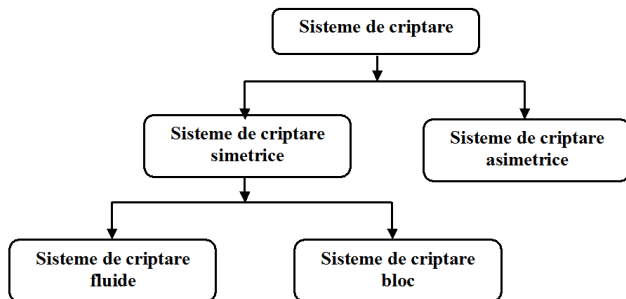 Sisteme de criptare
Sisteme de criptare
simetrice
Sisteme de criptare
asimetrice
Sisteme de criptare
fluide
Sisteme de criptare
bloc